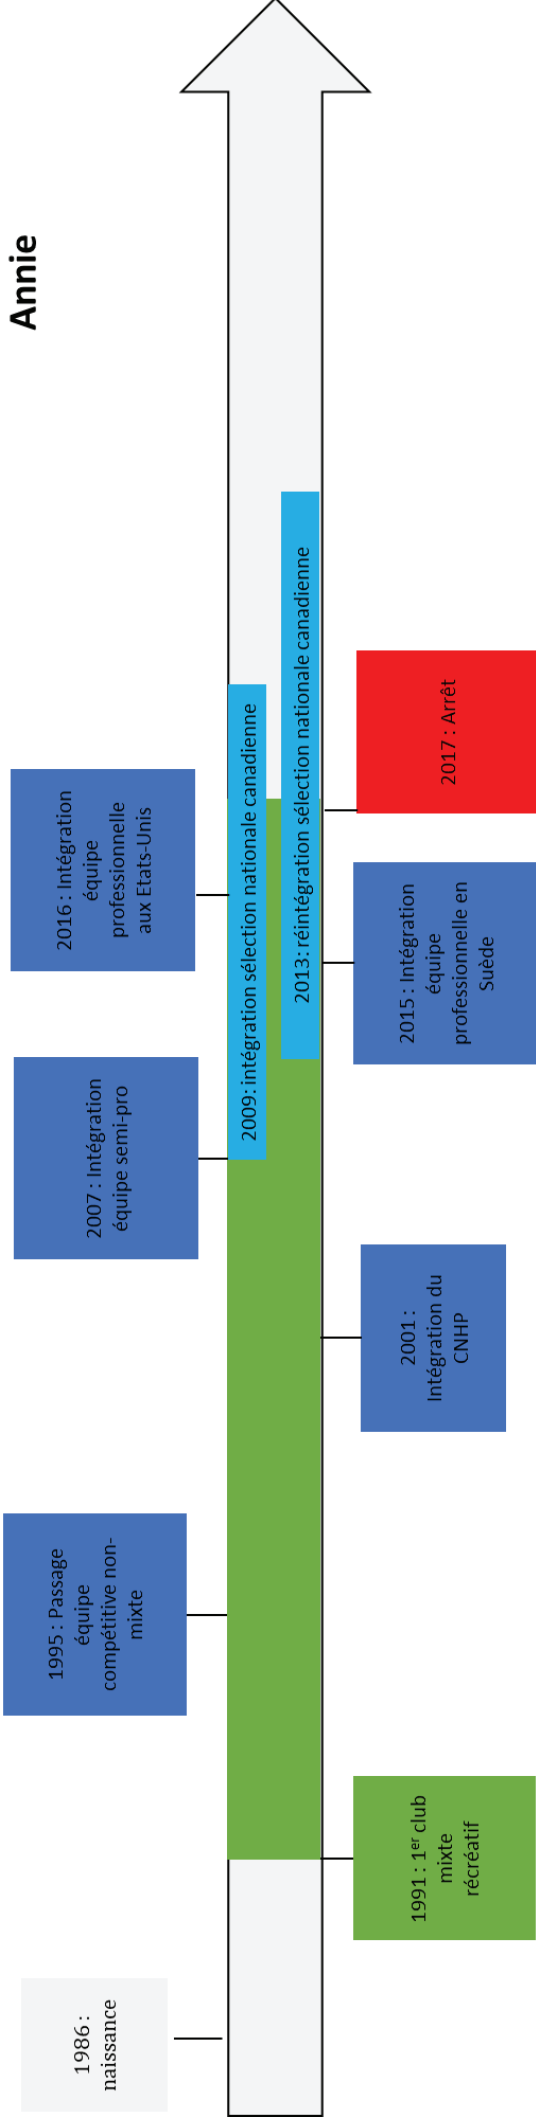 Annie
1986 :
naissance
1991 : 1er club
mixte
récréatif
1995 : Passage
équipe
compétitive non-
mixte
2001 :
Intégration du
CNHP
2007 : Intégration
équipe semi-pro
2009: intégration sélection nationale canadienne
2013: réintégration sélection nationale canadienne
2015 : Intégration
équipe
professionnelle en
Suède
2016 : Intégration
équipe
professionnelle
aux Etats-Unis
2017 : Arrêt